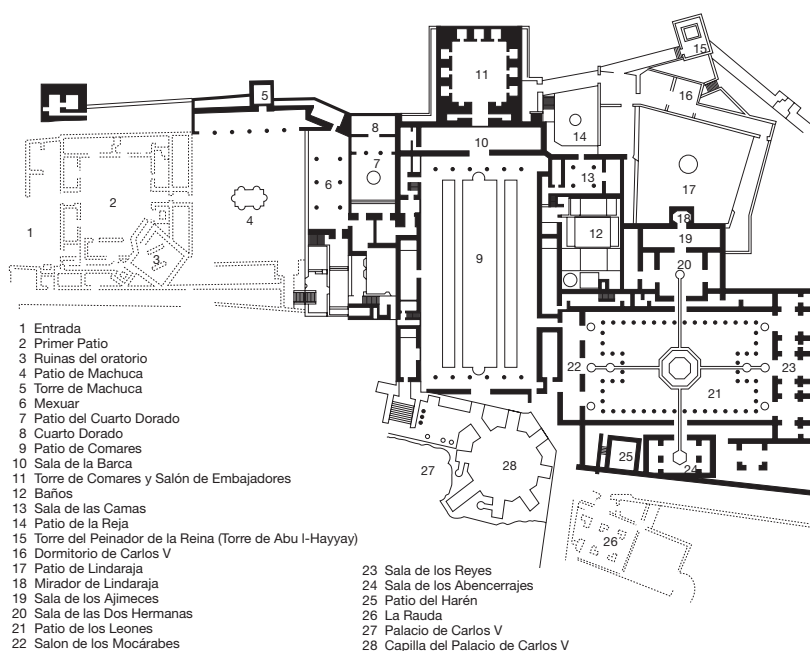 11
15
5
16
8
14
10
7
13
6
17
2
4
18
1
12
19
3
9
20
22
23
21
25
24
27
28
26
1 Entrada
2 Primer Patio
3 Ruinas del oratorio
4 Patio de Machuca
5 Torre de Machuca
6 Mexuar
7 Patio del Cuarto Dorado
8 Cuarto Dorado
9 Patio de Comares
10 Sala de la Barca
11 Torre de Comares y Salón de Embajadores
12 Baños
13 Sala de las Camas
14 Patio de la Reja
15 Torre del Peinador de la Reina (Torre de Abu l-Hayyay)
16 Dormitorio de Carlos V
17 Patio de Lindaraja
18 Mirador de Lindaraja
19 Sala de los Ajimeces
20 Sala de las Dos Hermanas
21 Patio de los Leones
22 Salon de los Mocárabes
23 Sala de los Reyes
24 Sala de los Abencerrajes
25 Patio del Harén
26 La Rauda
27 Palacio de Carlos V
28 Capilla del Palacio de Carlos V